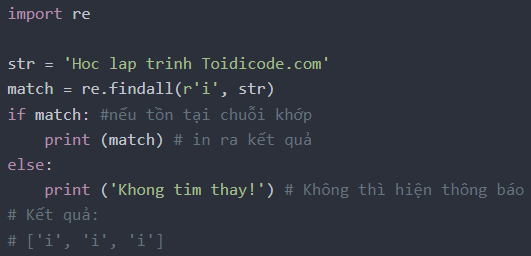 import re
str = 'Hoc lap trinh Toidicode.com'
match = re.findall(r'i', str)
if match: #nếu tồn tại chuỗi khớp
    print (match) # in ra kết quả
else:
    print ('Khong tim thay!') # Không thì hiện thông báo
# Kết quả:
# ['i', 'i', 'i']